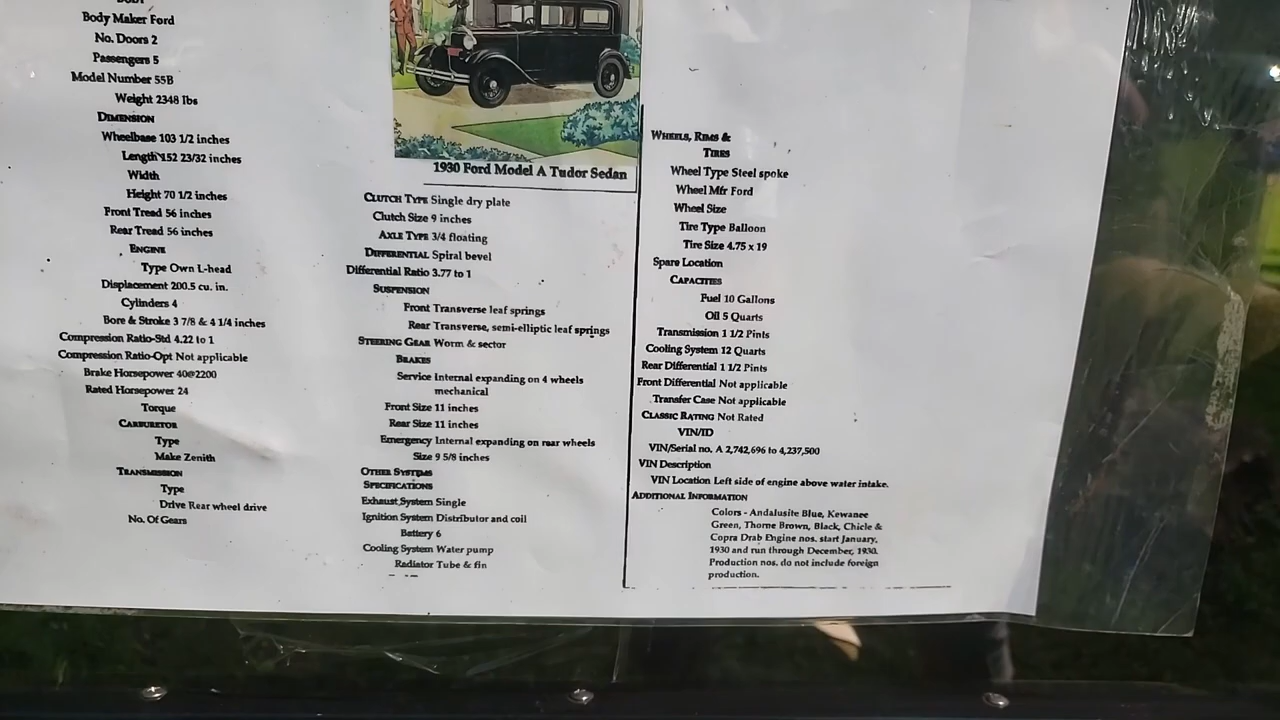 BODY
Body Maker Ford
No. Doors 2
Passengers 5
Model Number 55B
Weight 2348 lbs
DIMENSION
Wheelbase 103 1/2 inches
Length 152 23/32 inches
Width
Height 70 1/2 inches
Front Tread 56 inches
Rear Tread 56 inches
ENGINE
Type Own L-head
Displacement 200.5 cu. in.
Cylinders 4
Bore & Stroke 3 7/8 & 4 1/4 inches
Compression Ratio-Std 4.22 to 1
Compression Ratio-Opt Not applicable
Brake Horsepower 40@2200
Rated Horsepower 24
Torque
CARBURETOR
Type
Make Zenith
TRANSMISSION
Type
Drive Rear wheel drive
No. Of Gears
1930 Ford Model A Tudor Sedan
CLUTCH TYPE Single dry plate
Clutch Size 9 inches
AXLE TYPE 3/4 floating
DIFFERENTIAL Spiral bevel
Differential Ratio 3.77 to 1
SUSPENSION
Front Transverse leaf springs
Rear Transverse, semi-elliptic leaf springs
STEERING GEAR Worm & sector
BRAKES
Service Internal expanding on 4 wheels
mechanical
Front Size 11 inches
Rear Size 11 inches
Emergency Internal expanding on rear wheels
Size 9 5/8 inches
OTHER SYSTEMS
SPECIFICATIONS
Exhaust System Single
Ignition System Distributor and coil
Battery 6
Cooling System Water pump
Radiator Tube & fin
WHEELS, RIMS &
TIRES
Wheel Type Steel spoke
Wheel Mfr Ford
Wheel Size
Tire Type Balloon
Tire Size 4.75 x 19
Spare Location
CAPACITIES
Fuel 10 Gallons
Oil 5 Quarts
Transmission 1 1/2 Pints
Cooling System 12 Quarts
Rear Differential 1 1/2 Pints
Front Differential Not applicable
Transfer Case Not applicable
CLASSIC RATING Not Rated
VIN/ID
VIN/Serial no. A 2,742,696 to 4,237,500
VIN Description
VIN Location Left side of engine above water intake.
ADDITIONAL INFORMATION
Colors - Andalusite Blue, Kewanee
Green, Thorne Brown, Black, Chicle &
Copra Drab Engine nos. start January,
1930 and run through December, 1930.
Production nos. do not include foreign
production.